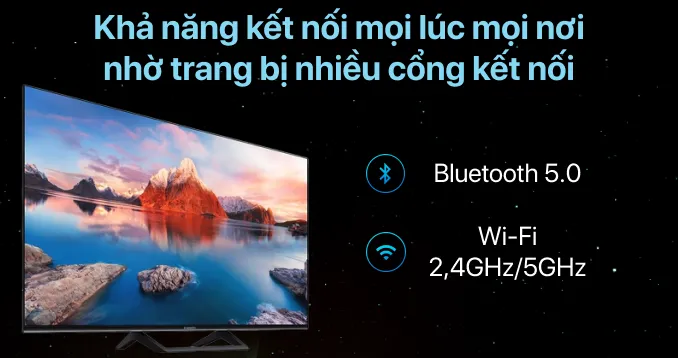 Khả năng kết nối mọi lúc mọi nơi
nhờ trang bị nhiều cổng kết nối
Bluetooth 5.0
Wi-Fi
2,4GHz/5GHz